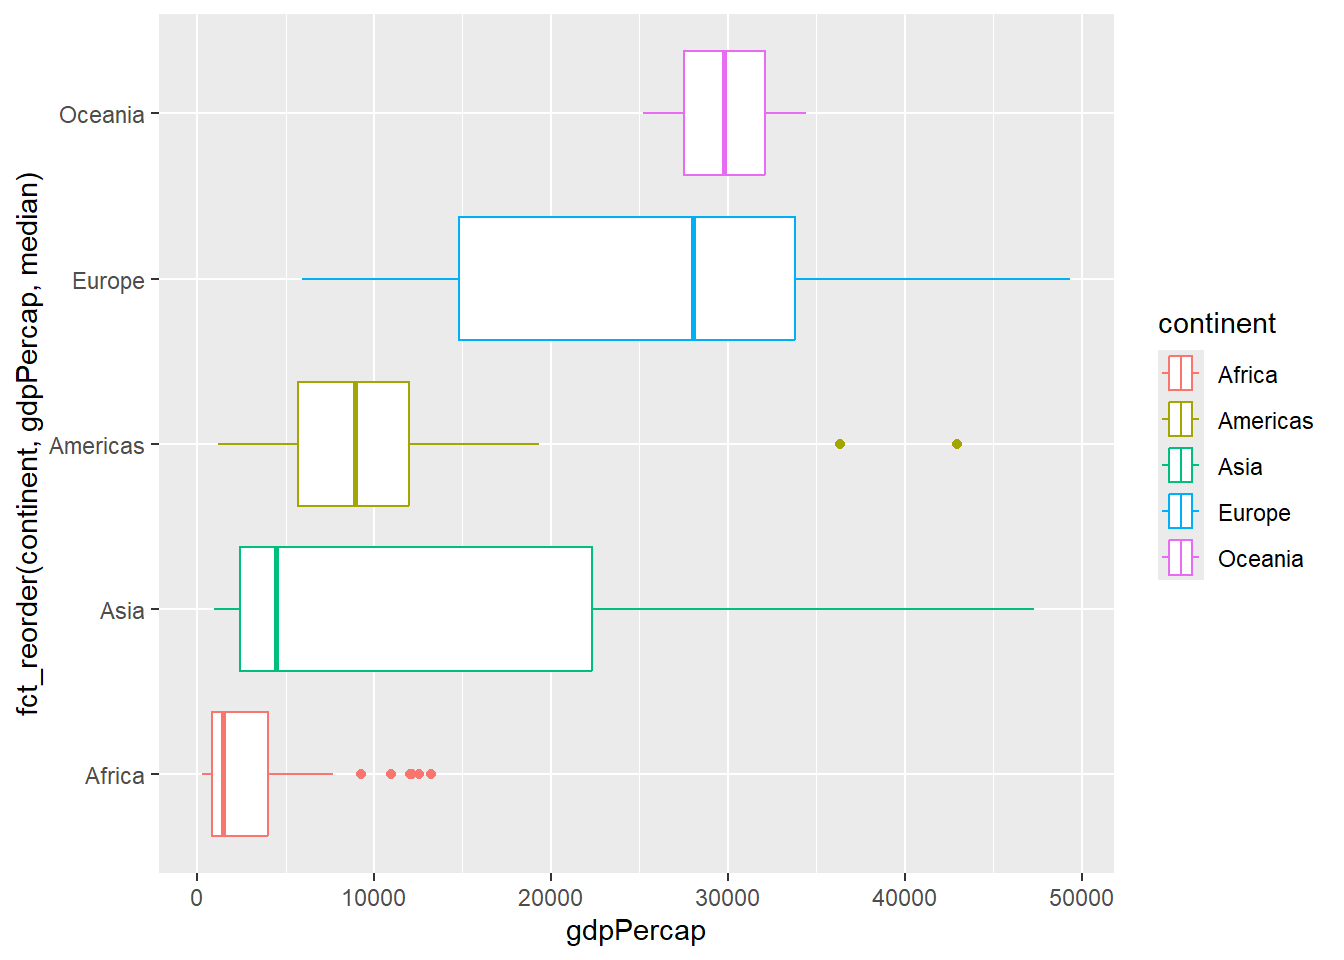 fct_reorder(continent, gdpPercap, median)
Oceania
Europe
Americas
Asia
Africa
0 10000 20000 30000 40000 50000
gdpPercap
continent
Africa
Americas
Asia
Europe
Oceania